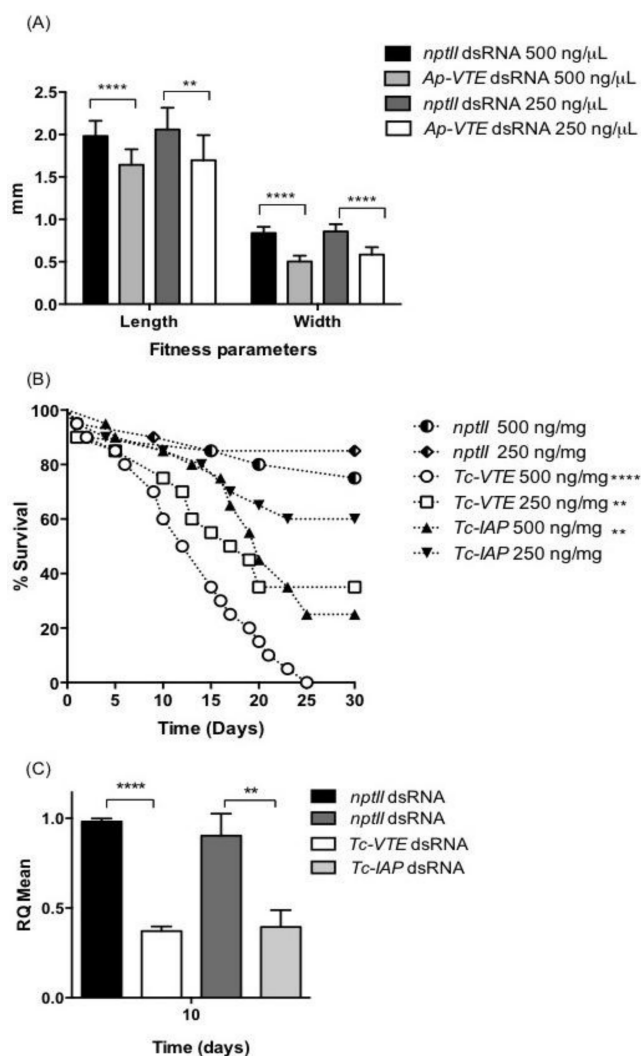 (A)
nptII dsRNA 500 ng/μL
Ap-VTE dsRNA 500 ng/μL
nptII dsRNA 250 ng/μL
Ap-VTE dsRNA 250 ng/μL
**** **
**** ****
2.5
2.0
1.5
1.0
0.5
0.0
mm
Length Width
Fitness parameters
(B)
100
80
60
40
20
0
% Survival
0 5 10 15 20 25 30
Time (Days)
nptII 500 ng/mg
nptII 250 ng/mg
Tc-VTE 500 ng/mg ****
Tc-VTE 250 ng/mg **
Tc-IAP 500 ng/mg **
Tc-IAP 250 ng/mg
(C)
**** **
nptII dsRNA
nptII dsRNA
Tc-VTE dsRNA
Tc-IAP dsRNA
1.0
0.5
0.0
RQ Mean
10
Time (days)